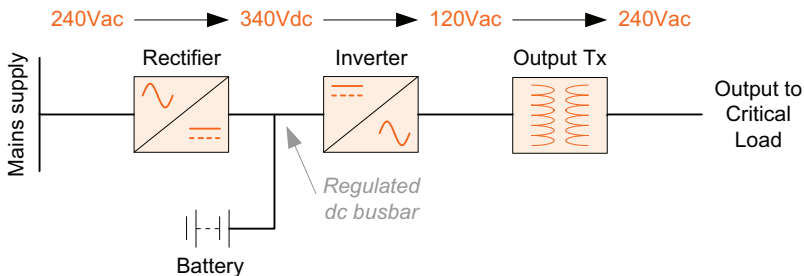 240Vac 340Vdc 120Vac 240Vac
Rectifier Inverter Output Tx
Mains supply
Output to
Critical
Load
Regulated
dc busbar
Battery